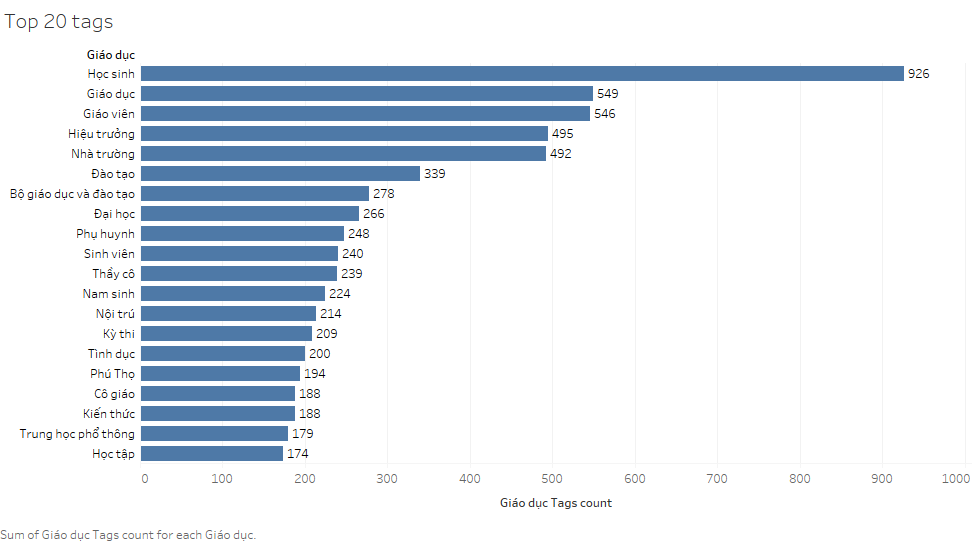 Top 20 tags
Giáo dục
Học sinh 926
Giáo dục 549
Giáo viên 546
Hiệu trưởng 495
Nhà trường 492
Đào tạo 339
Bộ giáo dục và đào tạo 278
Đại học 266
Phụ huynh 248
Sinh viên 240
Thầy cô 239
Nam sinh 224
Nội trú 214
Kỳ thi 209
Tình dục 200
Phú Thọ 194
Cô giáo 188
Kiến thức 188
Trung học phổ thông 179
Học tập 174
0 100 200 300 400 500 600 700 800 900 1000
Giáo dục Tags count
Sum of Giáo dục Tags count for each Giáo dục.